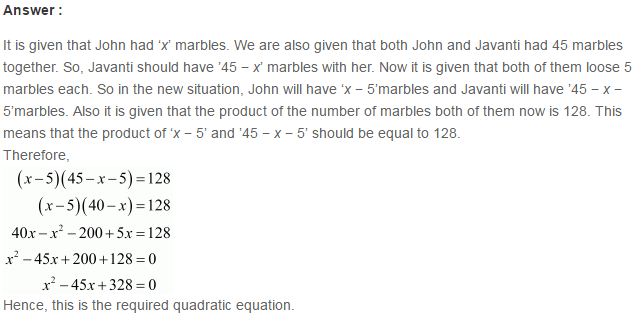 Answer :
It is given that John had ‘x’ marbles. We are also given that both John and Javanti had 45 marbles
together. So, Javanti should have ’45 − x’ marbles with her. Now it is given that both of them loose 5
marbles each. So in the new situation, John will have ‘x − 5’marbles and Javanti will have ’45 − x −
5’marbles. Also it is given that the product of the number of marbles both of them now is 128. This
means that the product of ‘x − 5’ and ’45 − x − 5’ should be equal to 128.
Therefore,
(x−5)(45−x−5)=128
(x−5)(40−x)=128
40x−x²−200+5x=128
x²−45x+200+128=0
x²−45x+328=0
Hence, this is the required quadratic equation.